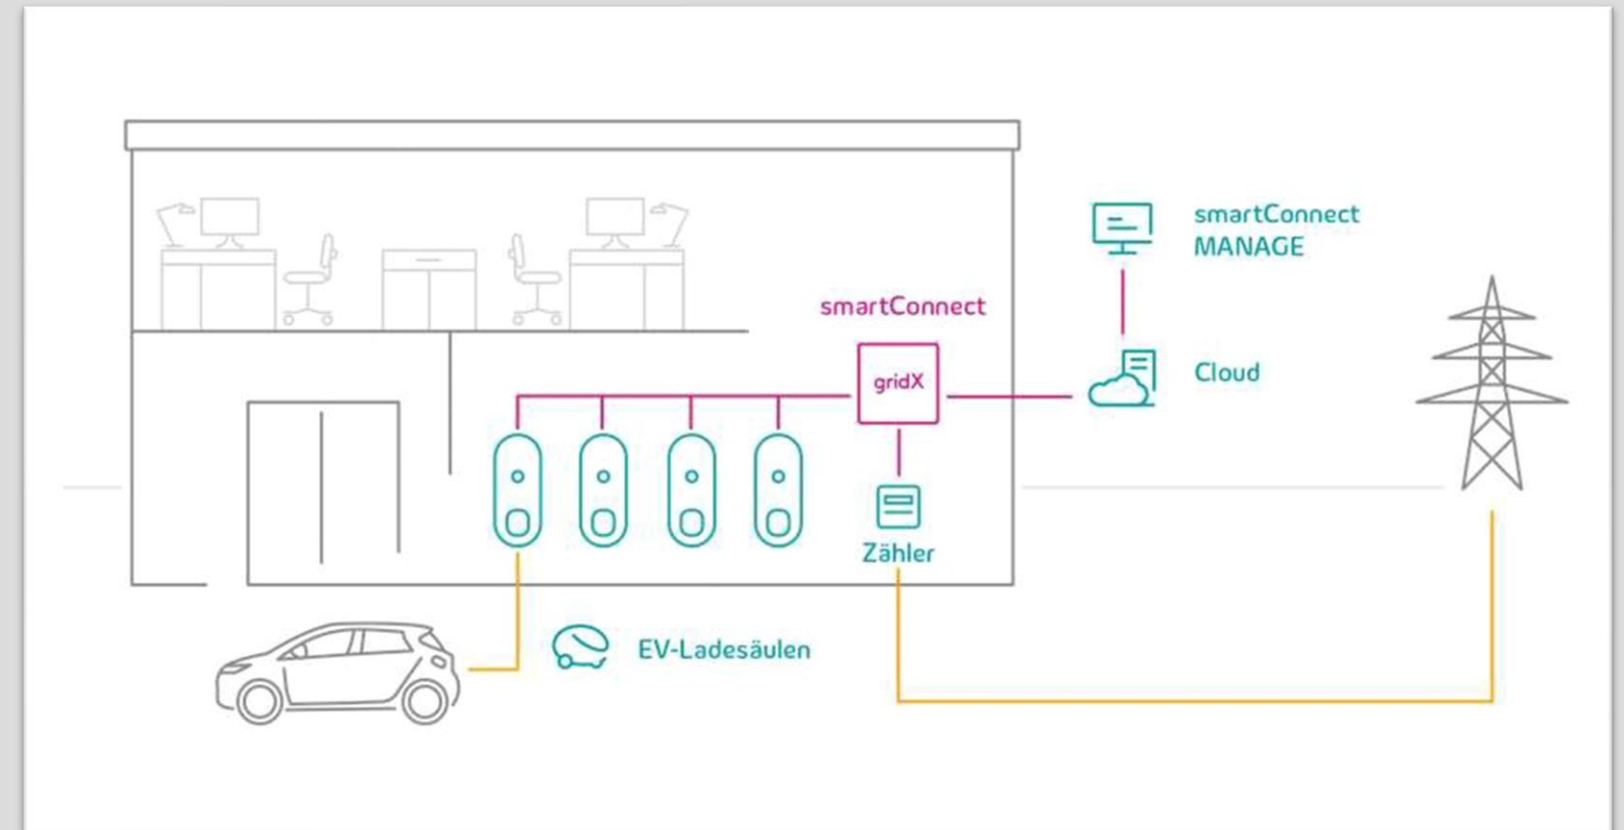 smartConnect
MANAGE
smartConnect
gridX
Cloud
Zähler
EV-Ladesäulen